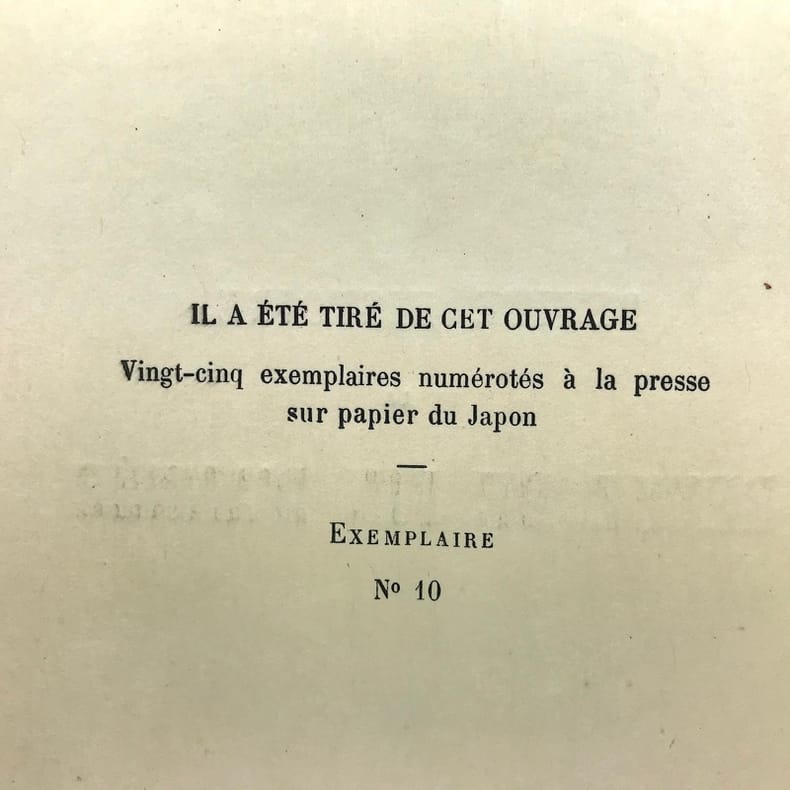 IL A ÉTÉ TIRÉ DE CET OUVRAGE
Vingt-cinq exemplaires numérotés à la presse
sur papier du Japon
EXEMPLAIRE
Nº 10